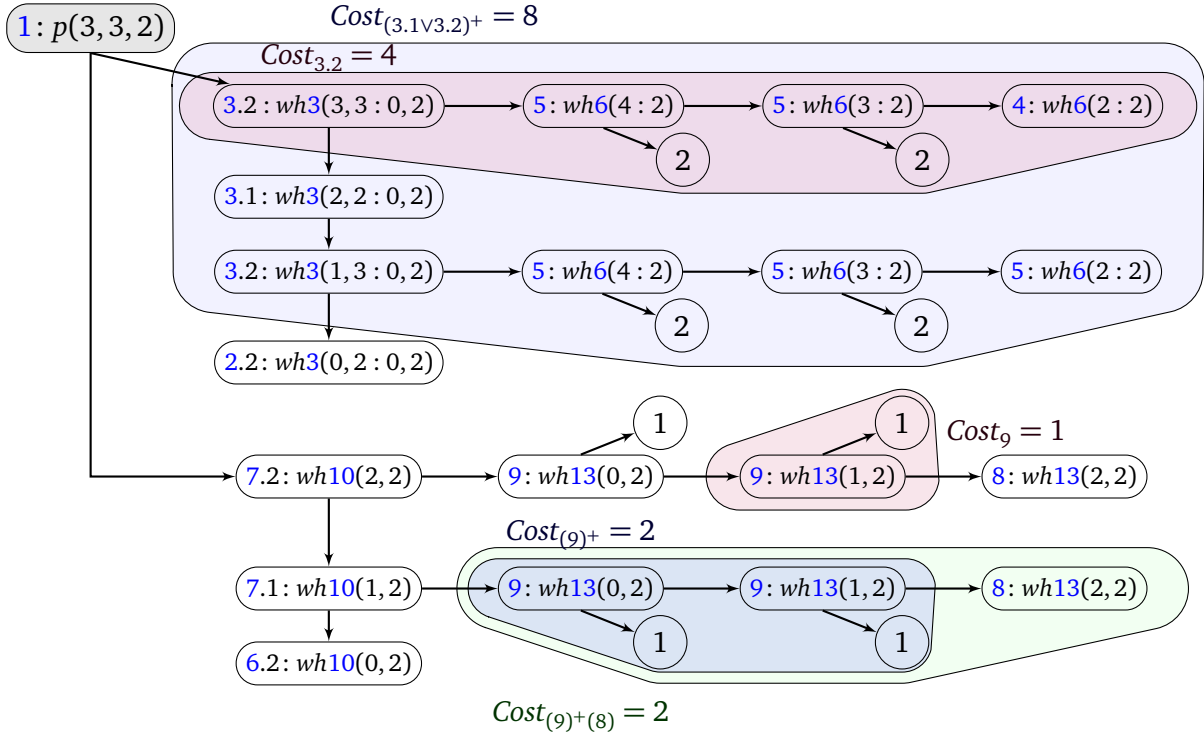 Cost(3.1∨3.2)+ = 8
1: p(3, 3, 2)
Cost3.2 = 4
3.2: wh3(3, 3 : 0, 2) 5: wh6(4 : 2) 5: wh6(3 : 2) 4: wh6(2 : 2)
2 2
3.1: wh3(2, 2 : 0, 2)
3.2: wh3(1, 3 : 0, 2) 5: wh6(4 : 2) 5: wh6(3 : 2) 5: wh6(2 : 2)
2 2
2.2: wh3(0, 2 : 0, 2)
1 1 Cost9 = 1
7.2: wh10(2, 2) 9: wh13(0, 2) 9: wh13(1, 2) 8: wh13(2, 2)
Cost(9)+ = 2
7.1: wh10(1, 2) 9: wh13(0, 2) 9: wh13(1, 2) 8: wh13(2, 2)
1 1
6.2: wh10(0, 2)
Cost(9)+(8) = 2